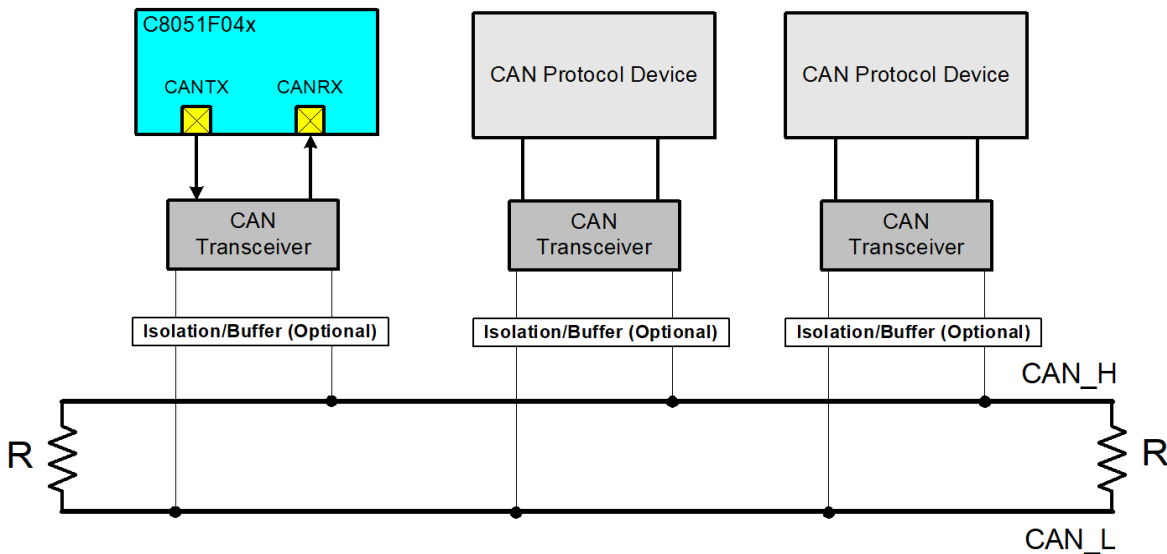 C8051F04x
CANTX
CANRX
CAN Protocol Device
CAN Protocol Device
CAN
Transceiver
CAN
Transceiver
CAN
Transceiver
Isolation/Buffer (Optional)
Isolation/Buffer (Optional)
Isolation/Buffer (Optional)
CAN_H
R
R
CAN_L